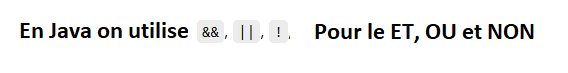 En Java on utilise &&, ||, !, Pour le ET, OU et NON